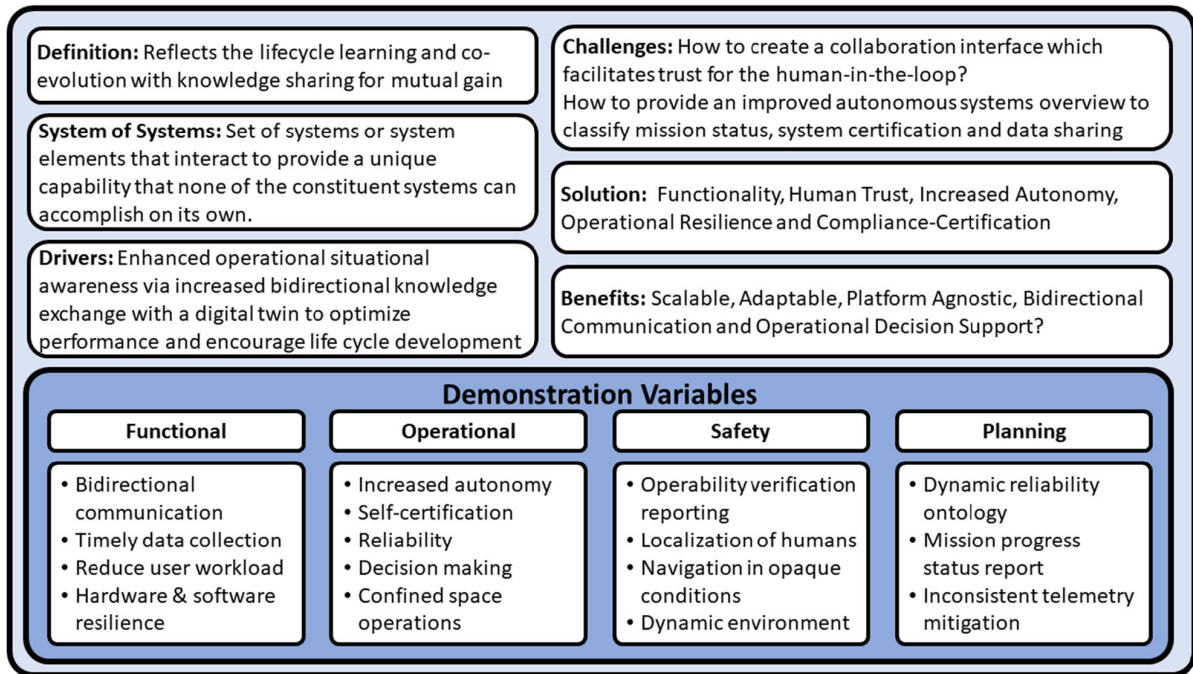 Definition: Reflects the lifecycle learning and co-
evolution with knowledge sharing for mutual gain
System of Systems: Set of systems or system
elements that interact to provide a unique
capability that none of the constituent systems can
accomplish on its own.
Drivers: Enhanced operational situational
awareness via increased bidirectional knowledge
exchange with a digital twin to optimize
performance and encourage life cycle development
Challenges: How to create a collaboration interface which
facilitates trust for the human-in-the-loop?
How to provide an improved autonomous systems overview to
classify mission status, system certification and data sharing
Solution: Functionality, Human Trust, Increased Autonomy,
Operational Resilience and Compliance-Certification
Benefits: Scalable, Adaptable, Platform Agnostic, Bidirectional
Communication and Operational Decision Support?
Demonstration Variables
Functional
• Bidirectional
communication
• Timely data collection
• Reduce user workload
• Hardware & software
resilience
Operational
• Increased autonomy
• Self-certification
• Reliability
• Decision making
• Confined space
operations
Safety
• Operability verification
reporting
• Localization of humans
• Navigation in opaque
conditions
• Dynamic environment
Planning
• Dynamic reliability
ontology
• Mission progress
status report
• Inconsistent telemetry
mitigation